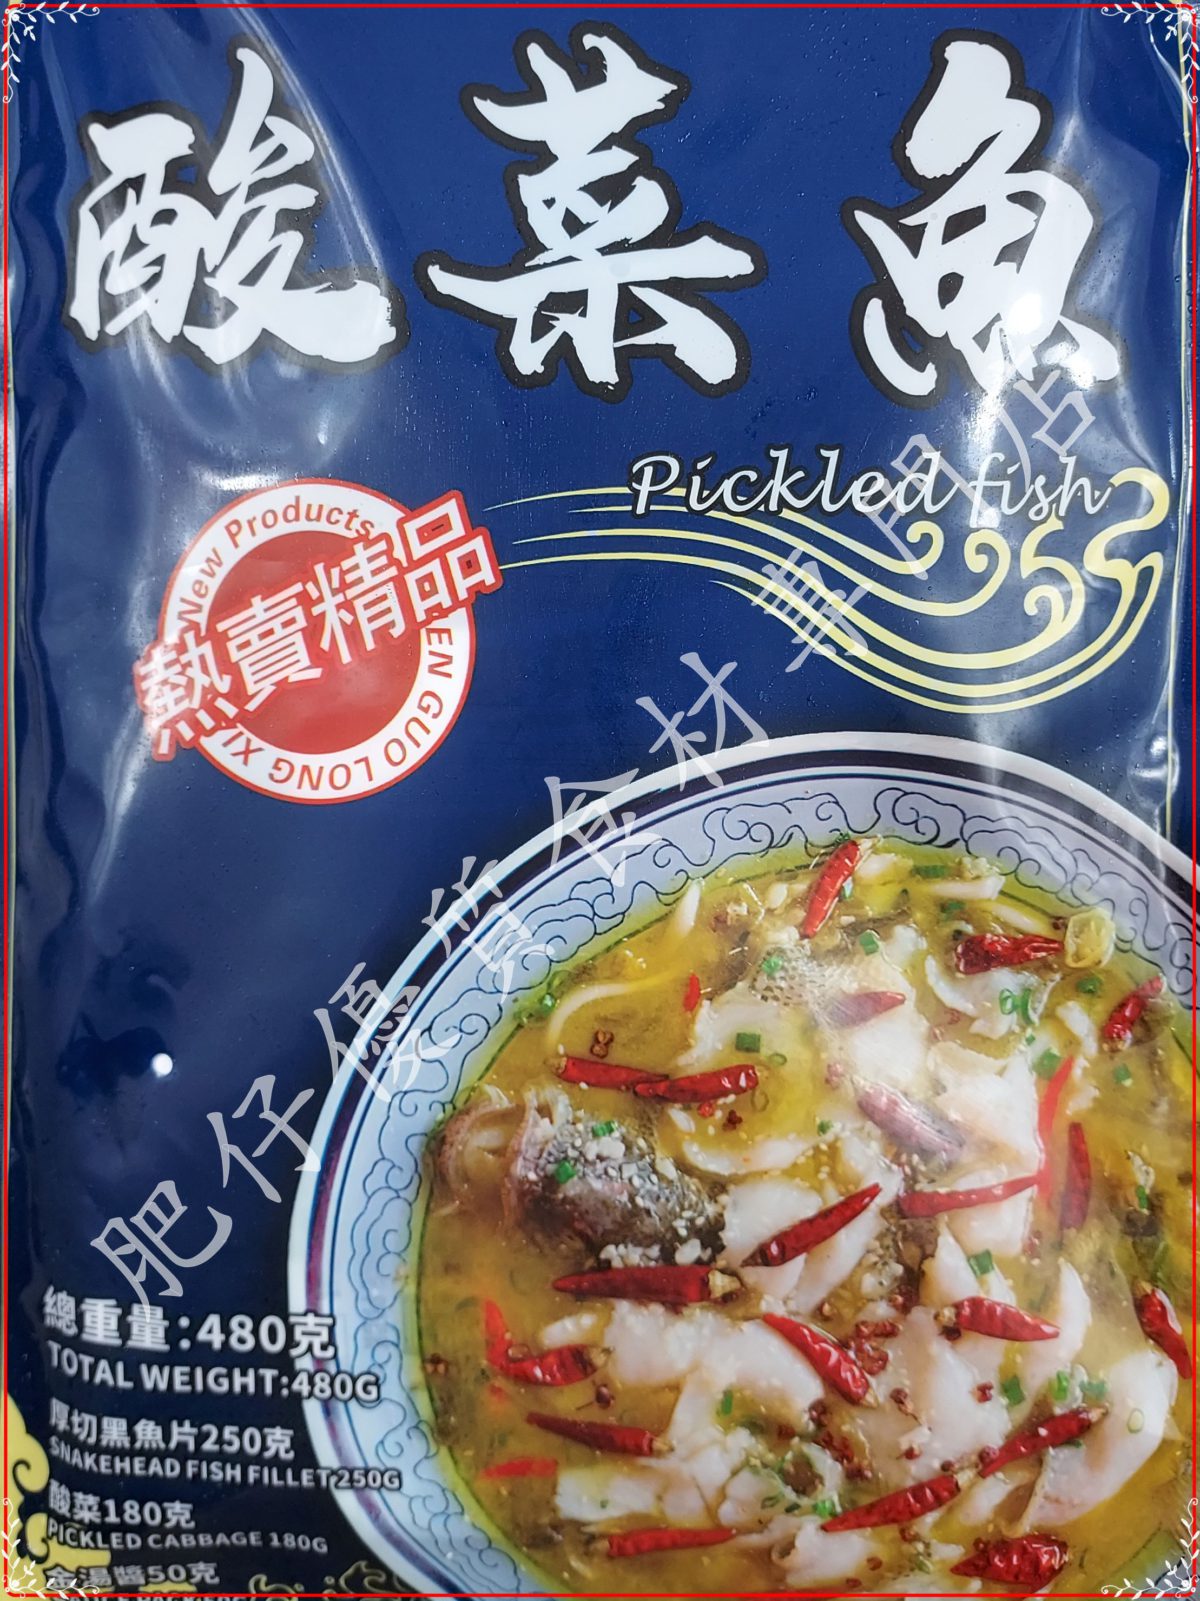 酸菜魚
Pickled fish
New Products
熱賣精品
EN GUO LONG XI
肥仔優質食材專門店
總重量:480克
TOTAL WEIGHT:480G
厚切黑魚片250克
SNAKEHEAD FISH FILLET250G
酸菜180克
PICKLED CABBAGE 180G
金湯醬50克